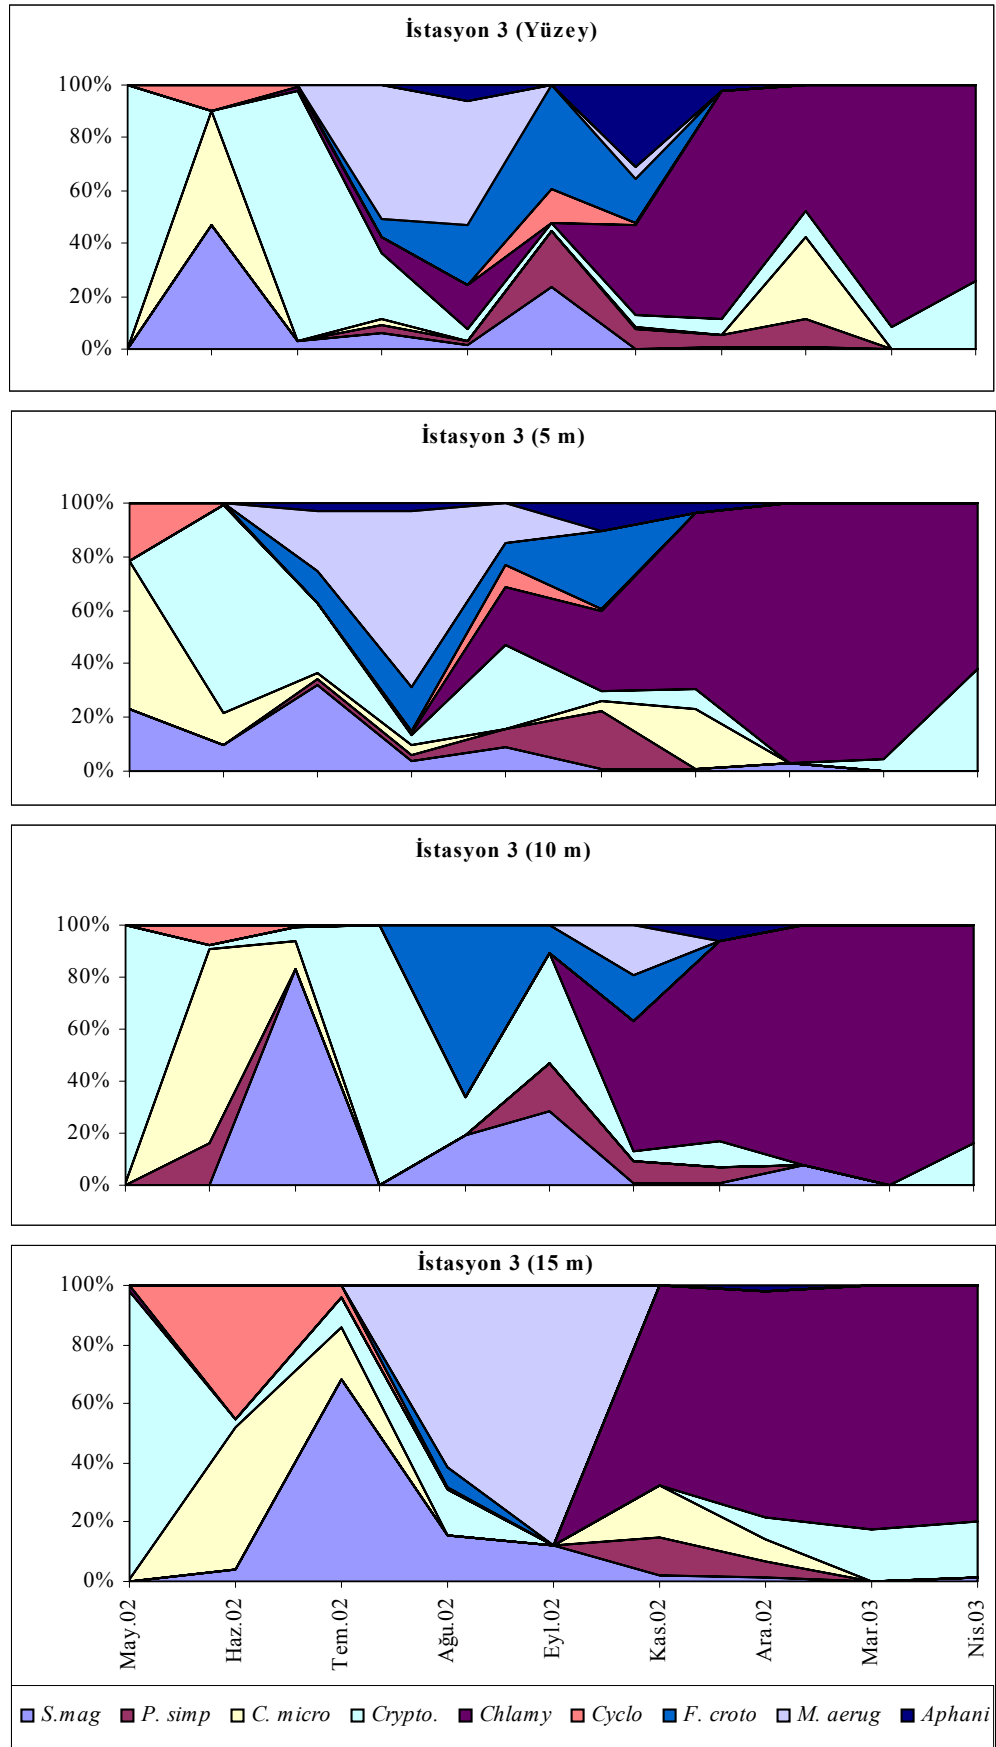 İstasyon 3 (Yüzey)
100%
80%
60%
40%
20%
0%
İstasyon 3 (5 m)
100%
80%
60%
40%
20%
0%
İstasyon 3 (10 m)
100%
80%
60%
40%
20%
0%
İstasyon 3 (15 m)
100%
80%
60%
40%
20%
0%
May.02
Haz.02
Tem.02
Ağu.02
Eyl.02
Kas.02
Ara.02
Mar.03
Nis.03
S.mag P. simp C. micro Crypto. Chlamy Cyclo F. croto M. aerug Aphani